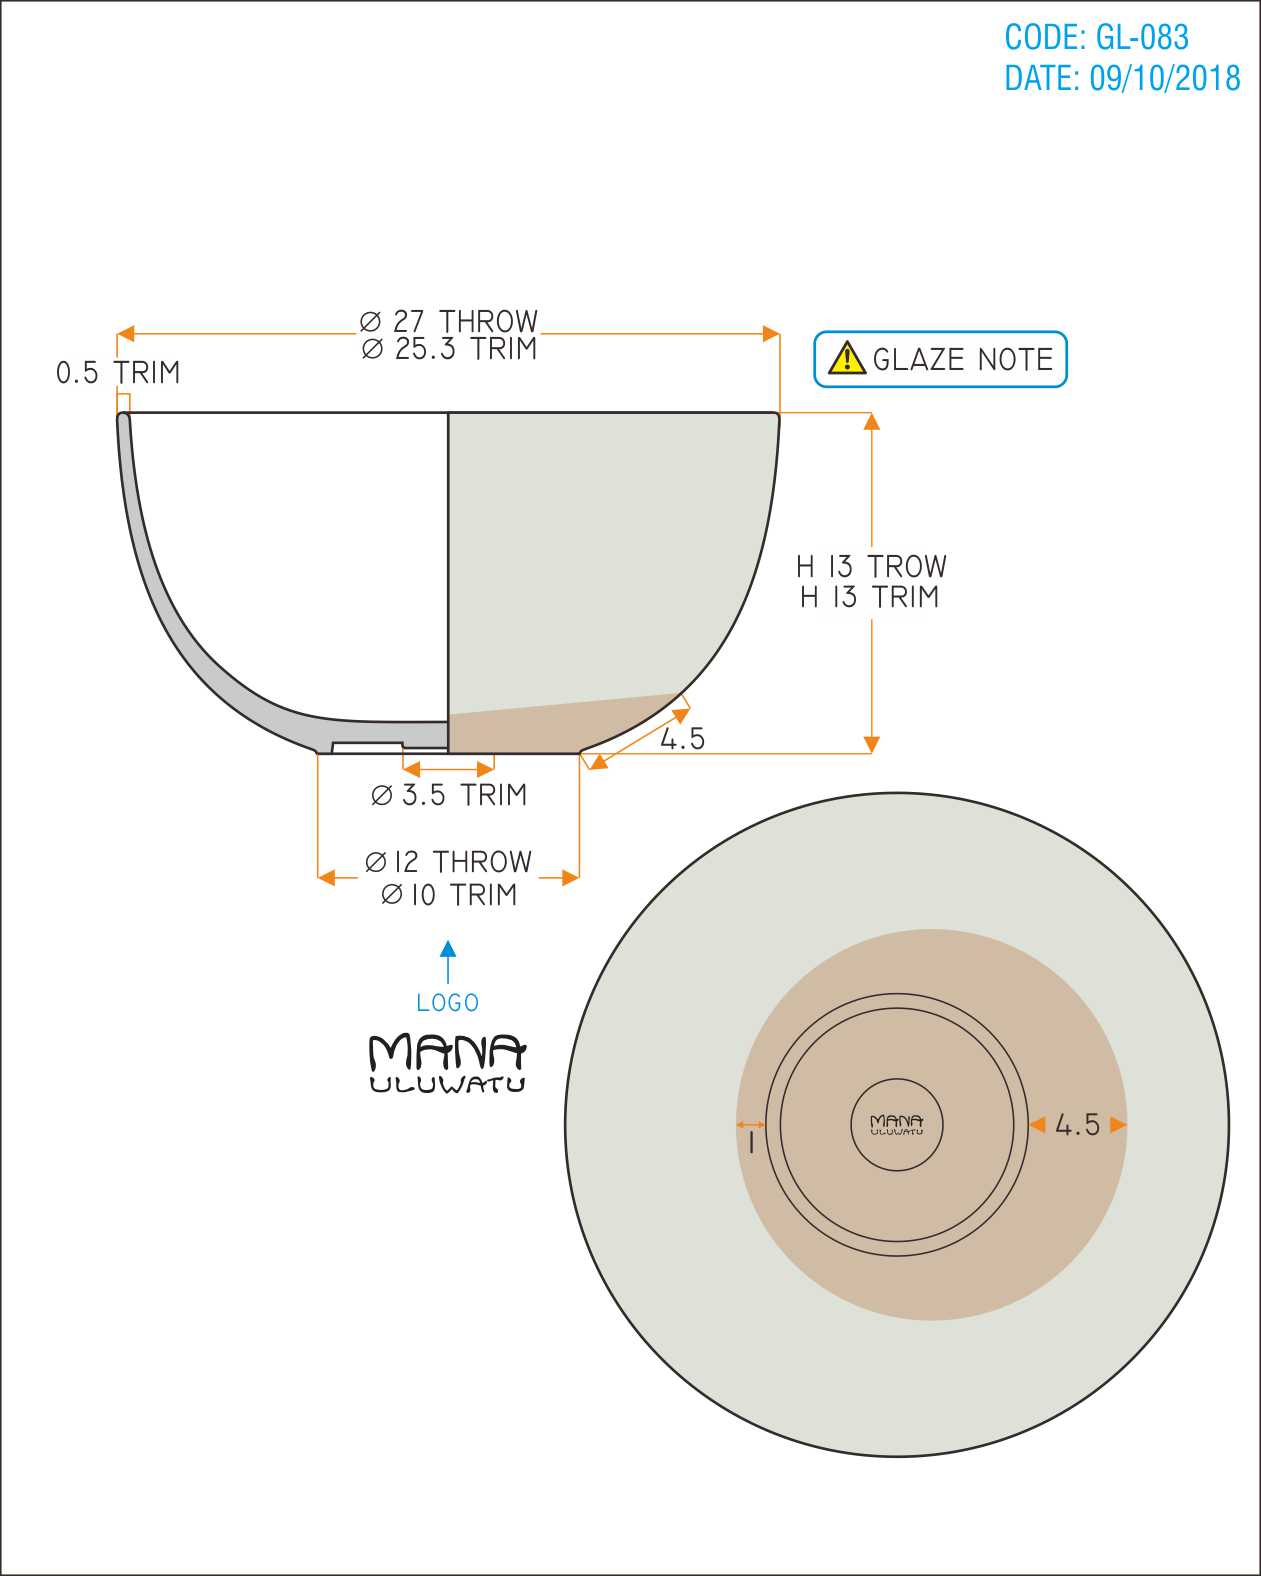 CODE: GL-083
DATE: 09/10/2018
Ø 27 THROW
Ø 25.3 TRIM
0.5 TRIM
GLAZE NOTE
H 13 TROW
H 13 TRIM
4.5
Ø 3.5 TRIM
Ø 12 THROW
Ø 10 TRIM
LOGO
MANA
ULUWATU
MANA
ULUWATU
4.5
1